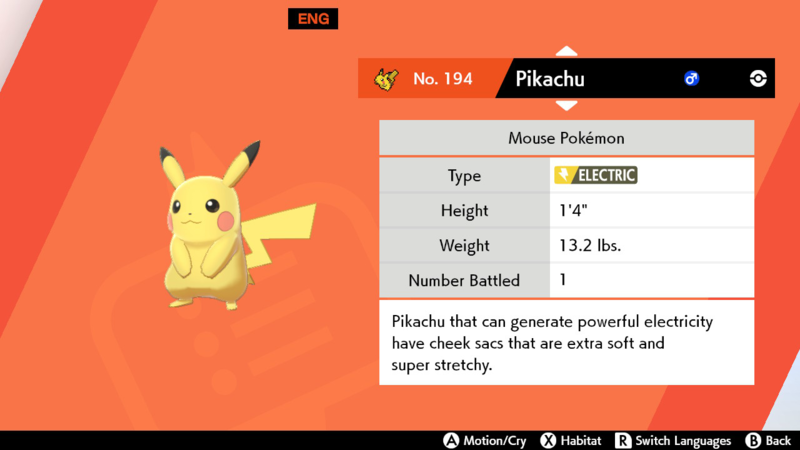 ENG
No. 194 Pikachu ♂
Mouse Pokémon
Type ELECTRIC
Height 1'4"
Weight 13.2 lbs.
Number Battled 1
Pikachu that can generate powerful electricity
have cheek sacs that are extra soft and
super stretchy.
A Motion/Cry X Habitat R Switch Languages B Back